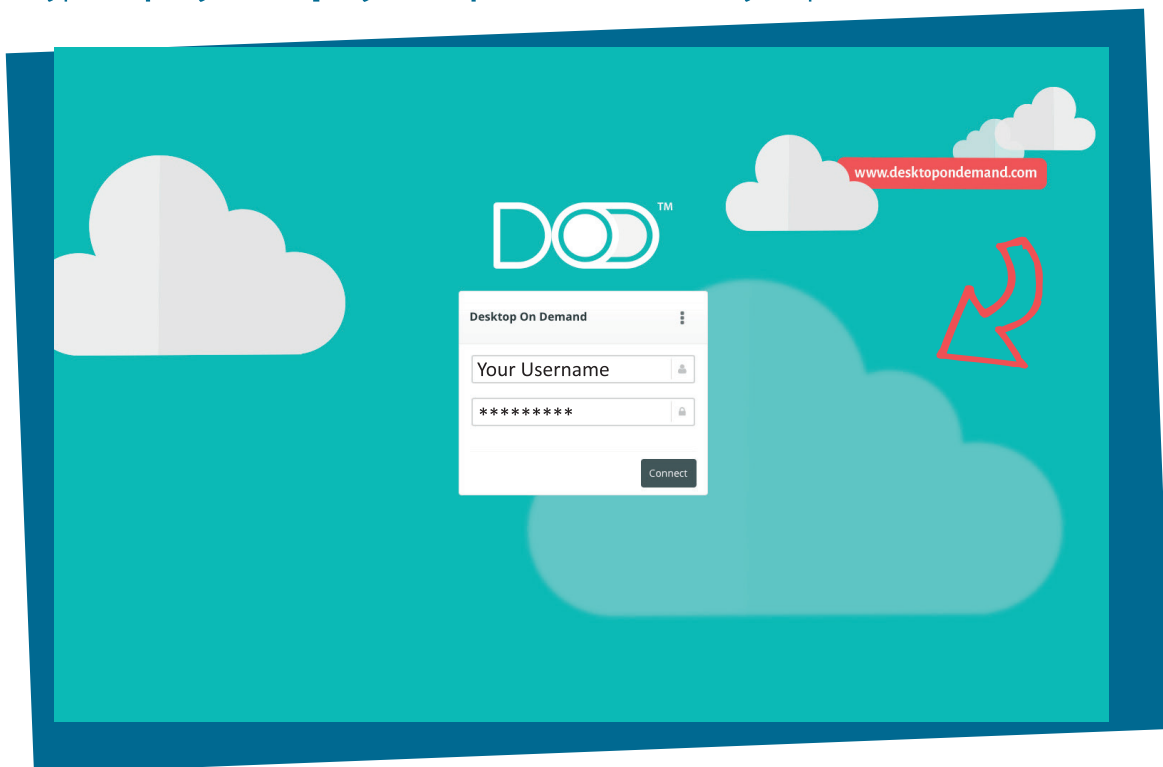 www.desktopondemand.com
DOD™
Desktop On Demand
Your Username
*********
Connect